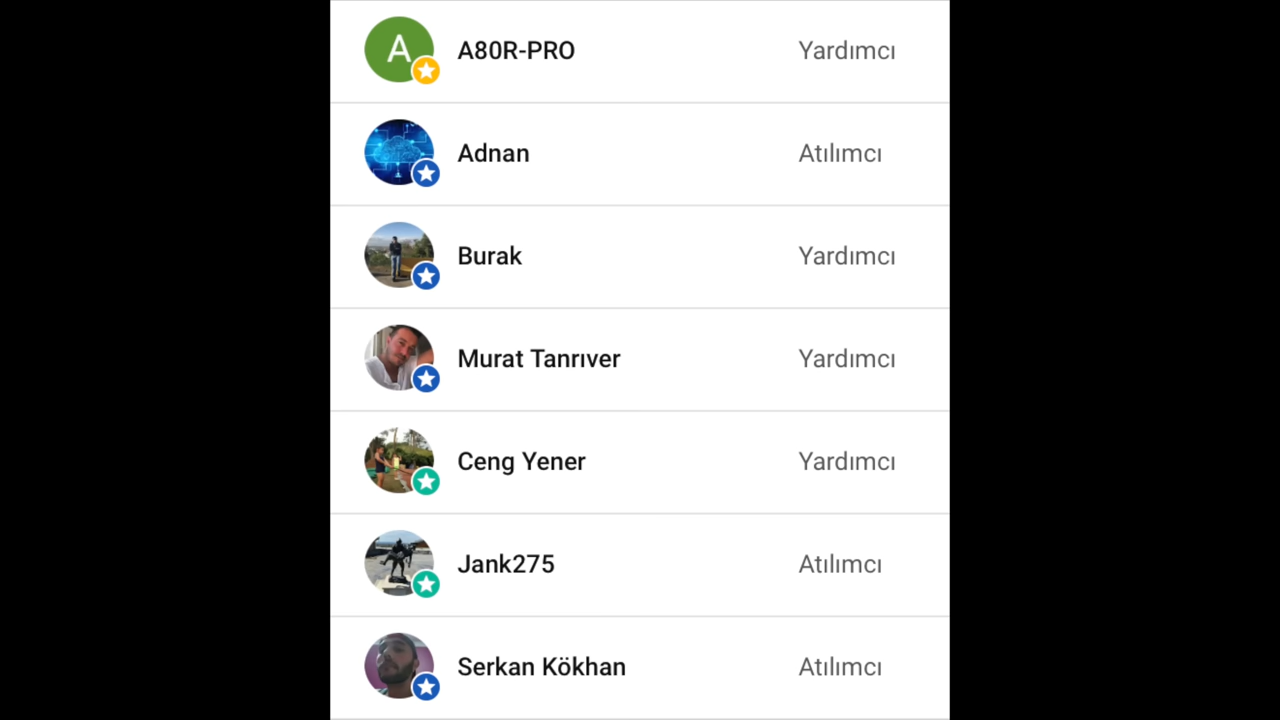 A
A80R-PRO Yardımcı
Adnan Atılımcı
Burak Yardımcı
Murat Tanrıver Yardımcı
Ceng Yener Yardımcı
Jank275 Atılımcı
Serkan Kökhan Atılımcı